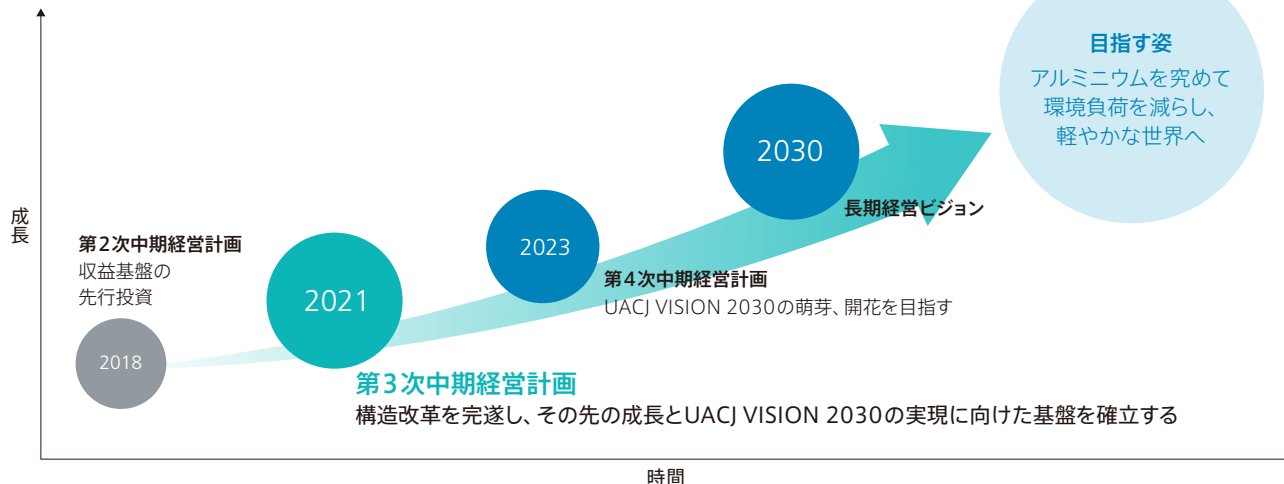 目指す姿
アルミニウムを究めて
環境負荷を減らし、
軽やかな世界へ
2030
長期経営ビジョン
成長
第2次中期経営計画
収益基盤の
先行投資
2018
2021
2023
第4次中期経営計画
UACJ VISION 2030の萌芽、開花を目指す
第3次中期経営計画
構造改革を完遂し、その先の成長とUACJ VISION 2030の実現に向けた基盤を確立する
時間